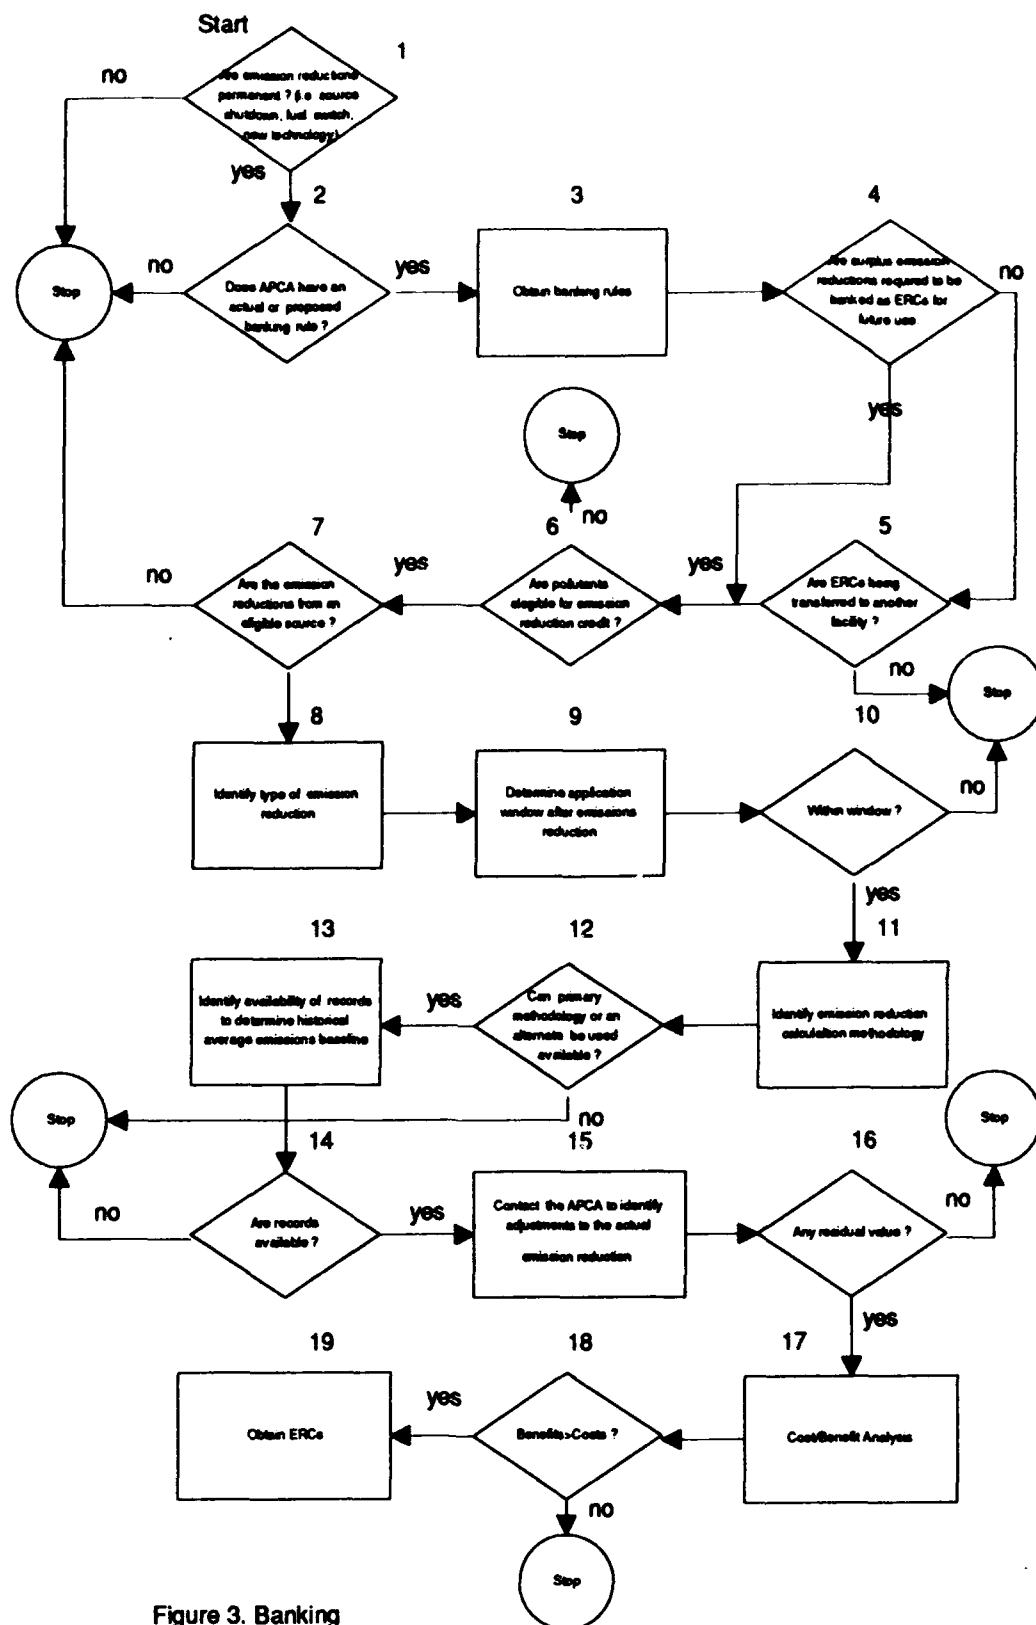 Start
1
no
Are emission reductions
permanent ? (i.e. source
shutdown, fuel switch,
new technology)
yes
2
3
4
Stop
no
Does APCA have an
actual or proposed
banking rule ?
yes
Obtain banking rules
Are surplus emission
reductions required to be
banked as ERCs for
future use
no
yes
Stop
no
7
6
5
no
Are the emission
reductions from an
eligible source ?
yes
Are pollutants
elegible for emission
reduction credit ?
yes
Are ERCs being
transferred to another
facility ?
no
Stop
8
9
10
Identify type of emission
reduction
Determine application
window after emissions
reduction
Within window ?
no
yes
11
13
12
Identify availability of records
to determine historical
average emissions baseline
yes
Can primary
methodology or an
alternate be used
available ?
Identify emission reduction
calculaltion methodology
Stop
no
Stop
14
15
16
no
Are records
available ?
yes
Contact the APCA to identify
adjustments to the actual
emission reduction
Any residual value ?
no
yes
17
19
18
Obtain ERCs
yes
Benefits>Costs ?
Cost/Benefit Analysis
no
Stop
Figure 3. Banking